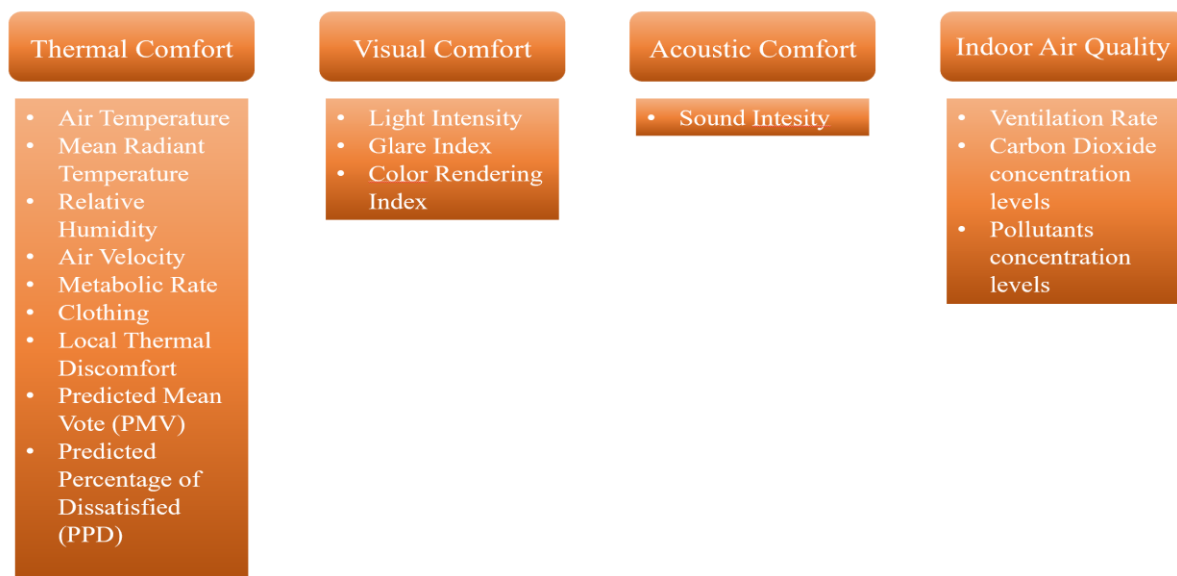 Thermal Comfort
• Air Temperature
• Mean Radiant
Temperature
• Relative
Humidity
• Air Velocity
• Metabolic Rate
• Clothing
• Local Thermal
Discomfort
• Predicted Mean
Vote (PMV)
• Predicted
Percentage of
Dissatisfied
(PPD)
Visual Comfort
• Light Intensity
• Glare Index
• Color Rendering
Index
Acoustic Comfort
• Sound Intesity
Indoor Air Quality
• Ventilation Rate
• Carbon Dioxide
concentration
levels
• Pollutants
concentration
levels